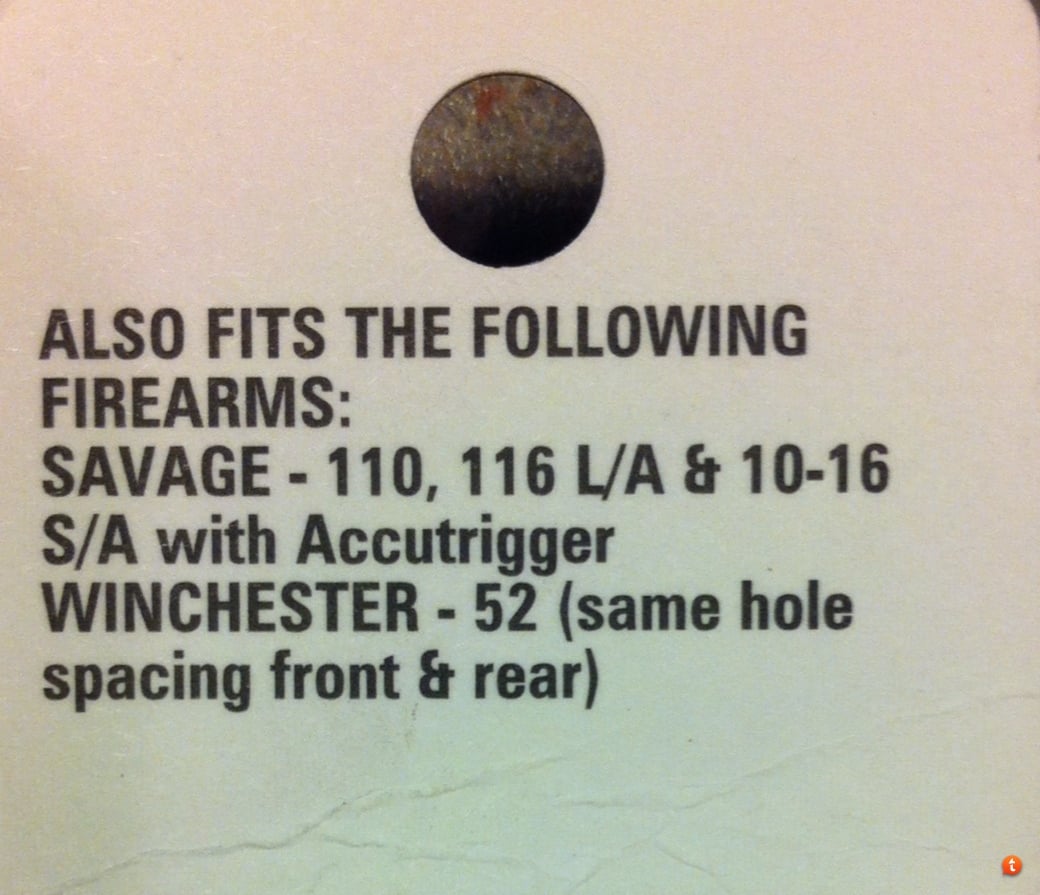 ALSO FITS THE FOLLOWING
FIREARMS:
SAVAGE - 110, 116 L/A & 10-16
S/A with Accutrigger
WINCHESTER - 52 (same hole
spacing front & rear)
t